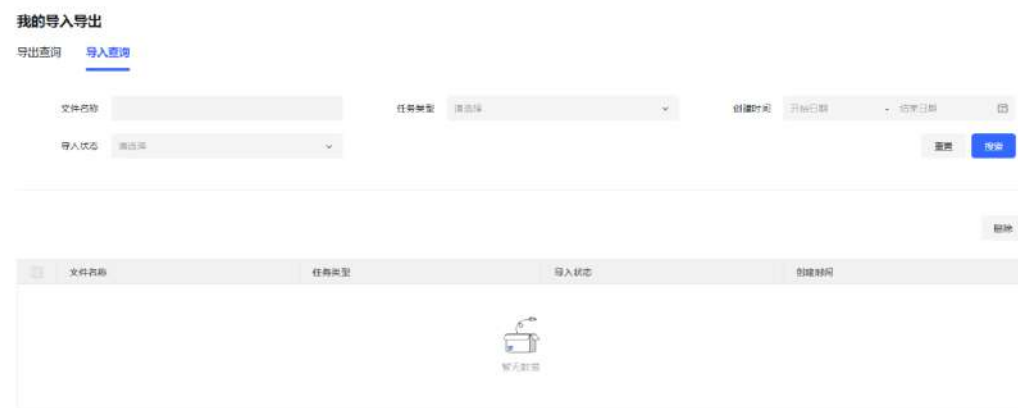 我的导入导出
导出查询 导入查询
文件名称 任务类型 请选择 创建时间 开始日期 - 结束日期
导入状态 请选择 重置 搜索
删除
文件名称 任务类型 导入状态 创建时间
暂无数据